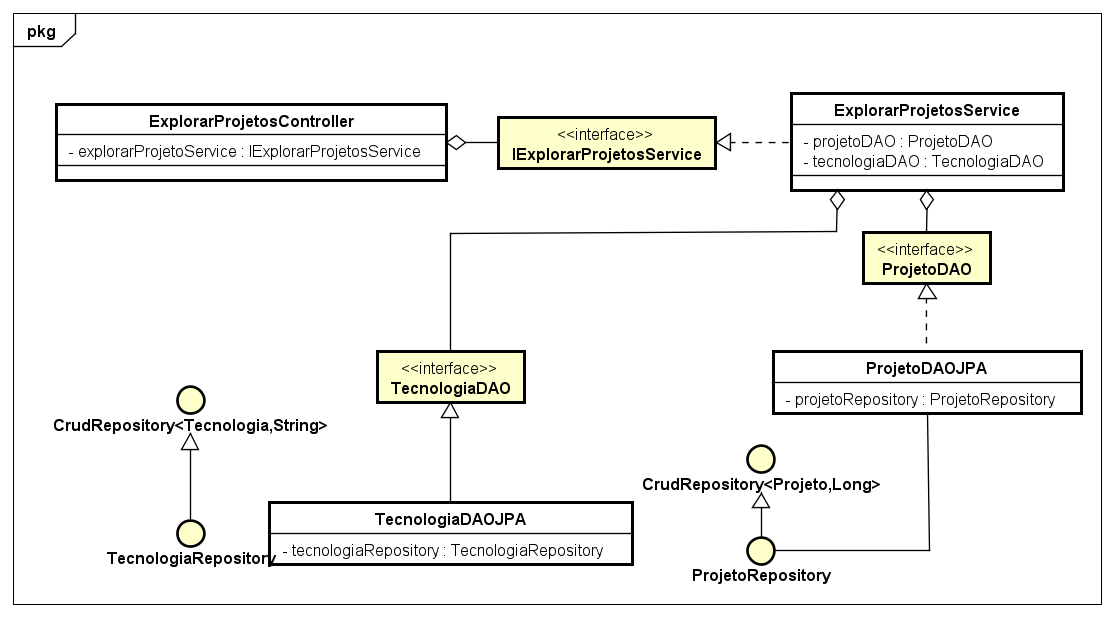 pkg
ExplorarProjetosController
- explorarProjetoService : IExplorarProjetosService
<<interface>>
IExplorarProjetosService
ExplorarProjetosService
- projetoDAO : ProjetoDAO
- tecnologiaDAO : TecnologiaDAO
<<interface>>
ProjetoDAO
<<interface>>
TecnologiaDAO
ProjetoDAOJPA
- projetoRepository : ProjetoRepository
CrudRepository<Tecnologia,String>
CrudRepository<Projeto,Long>
TecnologiaDAOJPA
- tecnologiaRepository : TecnologiaRepository
TecnologiaRepository
ProjetoRepository